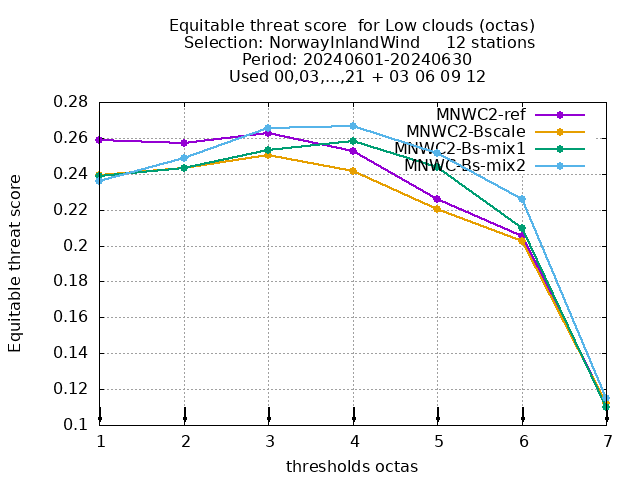 Equitable threat score  for Low clouds (octas)
Selection: NorwayInlandWind     12 stations
Period: 20240601-20240630
Used 00,03,...,21 + 03 06 09 12
MNWC2-ref
MNWC2-Bscale
MNWC2-Bs-mix1
MNWC-Bs-mix2
Equitable threat score
0.28
0.26
0.24
0.22
0.2
0.18
0.16
0.14
0.12
0.1
1 2 3 4 5 6 7
thresholds octas